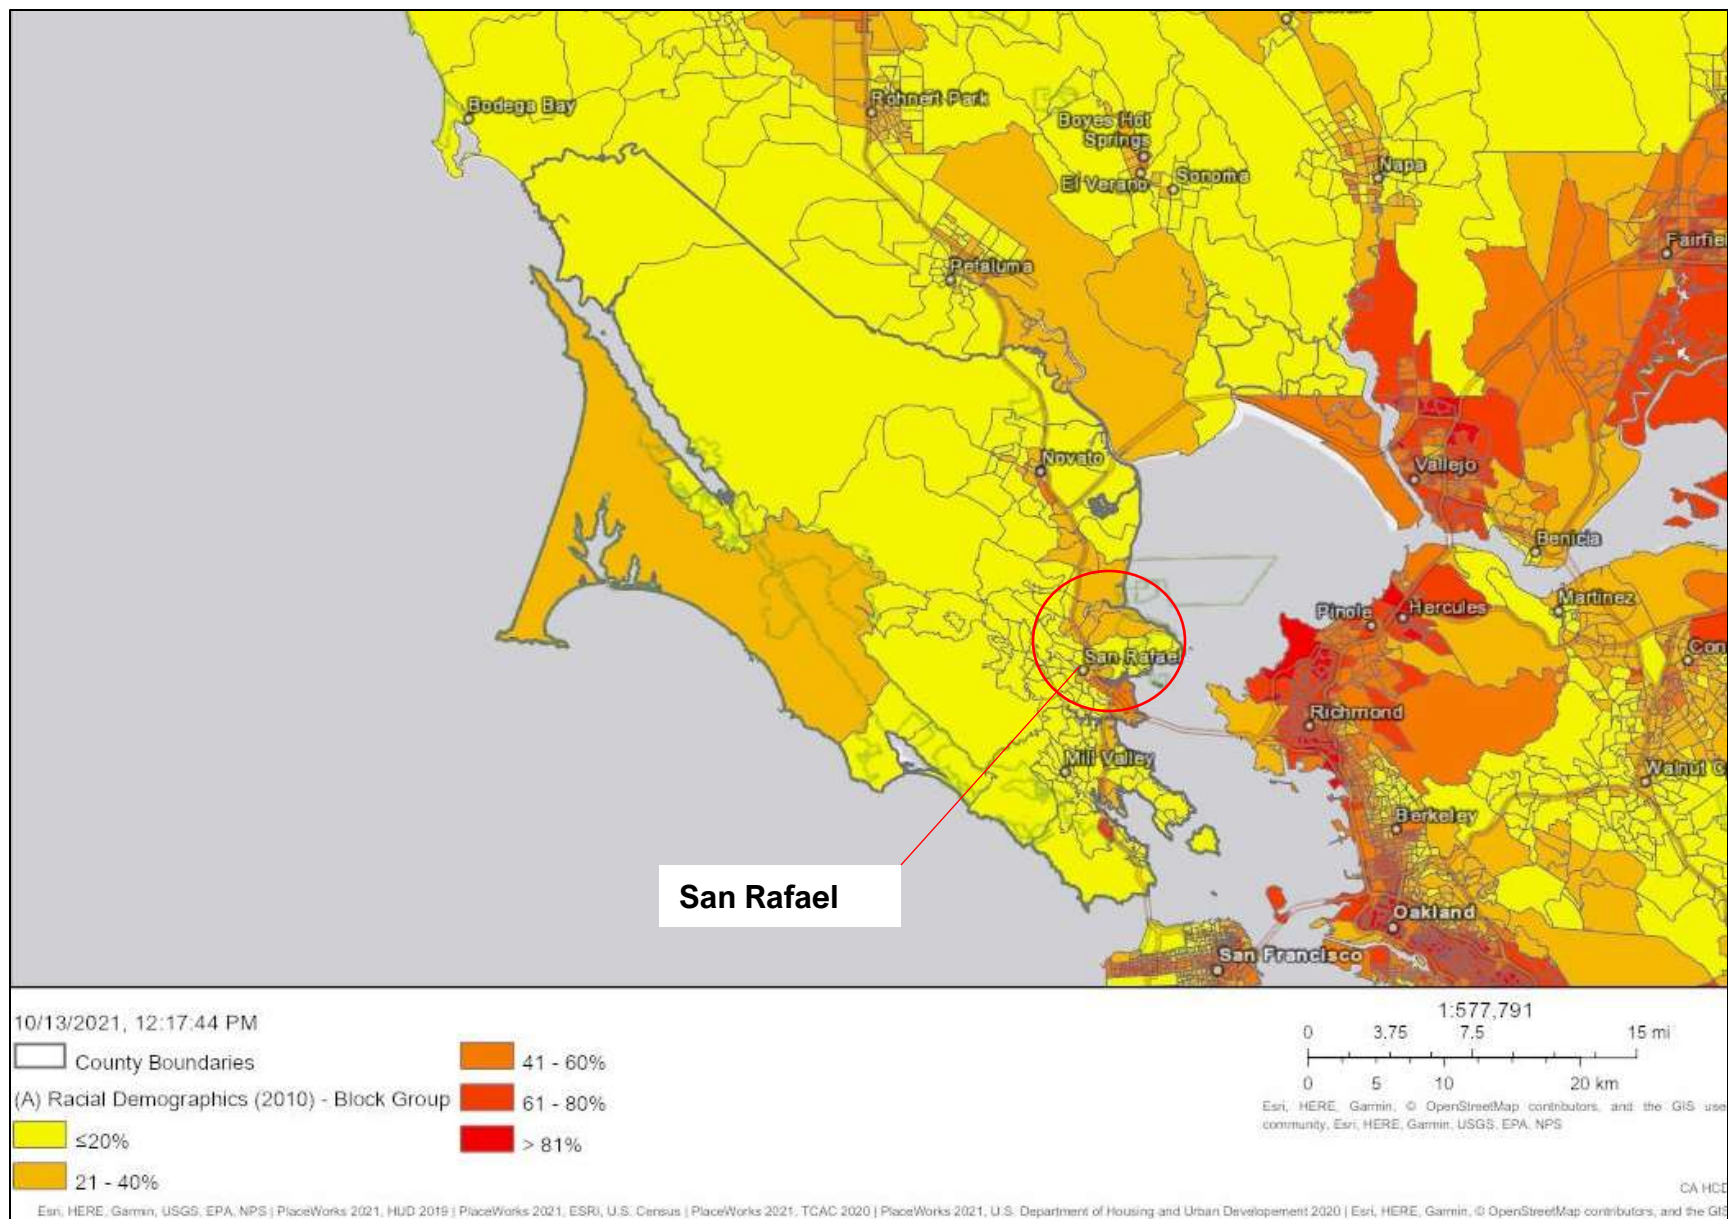 Bodega Bay
Rohnert Park
Boyes Hot
Springs
El Verano
Sonoma
Napa
Fairfie
Petaluma
Novato
Vallejo
Benicia
Pinole
Hercules
Martinez
Con
San Rafael
Richmond
Mill Valley
Walnut C
Berkeley
San Rafael
Oakland
San Francisco
10/13/2021, 12:17:44 PM
County Boundaries
(A) Racial Demographics (2010) - Block Group
≤20%
21 - 40%
41 - 60%
61 - 80%
> 81%
1:577,791
0 3.75 7.5 15 mi
0 5 10 20 km
Esri, HERE, Garmin, © OpenStreetMap contributors, and the GIS use
community, Esri, HERE, Garmin, USGS, EPA, NPS
CA HCD
Esri, HERE, Garmin, USGS, EPA, NPS | PlaceWorks 2021, HUD 2019 | PlaceWorks 2021, ESRI, U.S. Census | PlaceWorks 2021, TCAC 2020 | PlaceWorks 2021, U.S. Department of Housing and Urban Developement 2020 | Esri, HERE, Garmin, © OpenStreetMap contributors, and the GIS